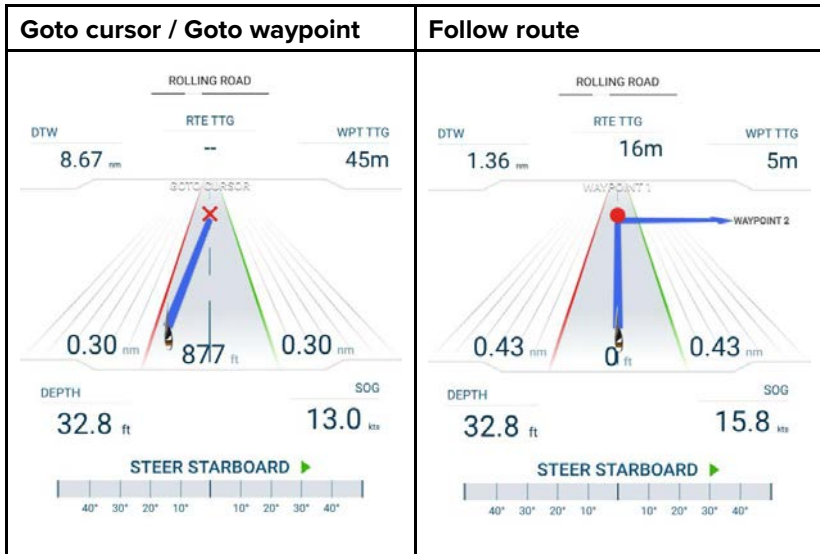 Goto cursor / Goto waypoint
ROLLING ROAD
RTE TTG
DTW
WPT TTG
8.67 nm
--
45m
GOTO CURSOR
0.30 nm
877 ft
0.30 nm
DEPTH
SOG
32.8 ft
13.0 kts
STEER STARBOARD
40° 30° 20° 10° 10° 20° 30° 40°
Follow route
ROLLING ROAD
RTE TTG
DTW
WPT TTG
1.36 nm
16m
5m
WAYPOINT 1
WAYPOINT 2
0.43 nm
0 ft
0.43 nm
DEPTH
SOG
32.8 ft
15.8 kts
STEER STARBOARD
40° 30° 20° 10° 10° 20° 30° 40°